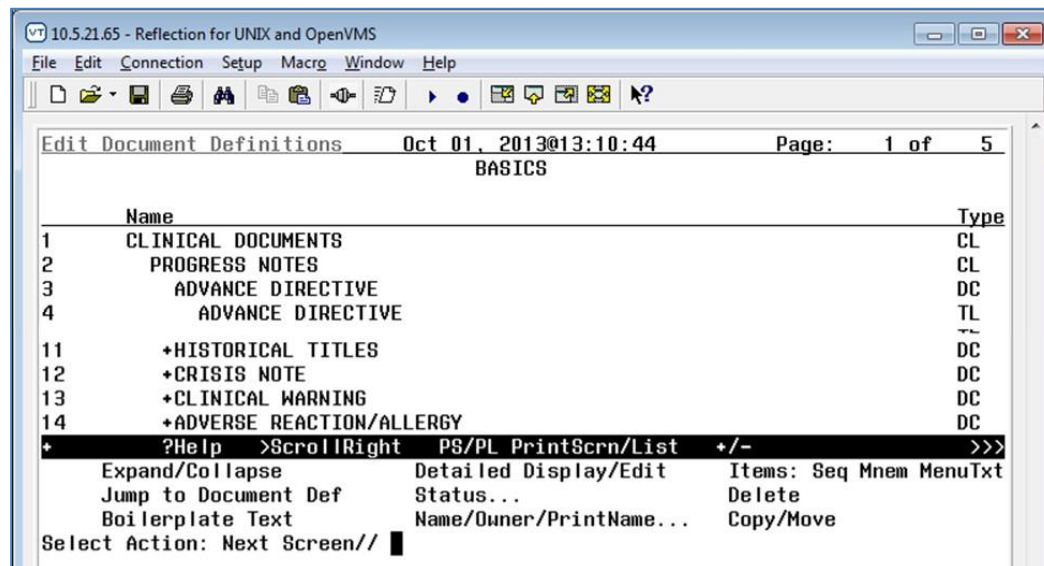 VT 10.5.21.65 - Reflection for UNIX and OpenVMS
File Edit Connection Setup Macro Window Help
Edit Document Definitions Oct 01, 2013@13:10:44 Page: 1 of 5
BASICS
Name Type
1 CLINICAL DOCUMENTS CL
2 PROGRESS NOTES CL
3 ADVANCE DIRECTIVE DC
4 ADVANCE DIRECTIVE TL
11 +HISTORICAL TITLES DC
12 +CRISIS NOTE DC
13 +CLINICAL WARNING DC
14 +ADVERSE REACTION/ALLERGY DC
+ ?Help >ScrollRight PS/PL PrintScrn/List +/- >>>
Expand/Collapse Detailed Display/Edit Items: Seq Mnem MenuTxt
Jump to Document Def Status... Delete
Boilerplate Text Name/Owner/PrintName... Copy/Move
Select Action: Next Screen//